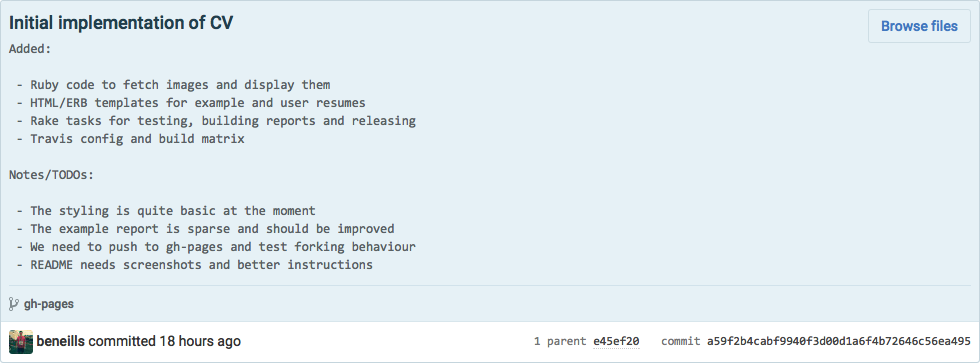 Initial implementation of CV
Browse files
Added:
- Ruby code to fetch images and display them
- HTML/ERB templates for example and user resumes
- Rake tasks for testing, building reports and releasing
- Travis config and build matrix
Notes/TODOs:
- The styling is quite basic at the moment
- The example report is sparse and should be improved
- We need to push to gh-pages and test forking behaviour
- README needs screenshots and better instructions
gh-pages
beneills committed 18 hours ago
1 parent e45ef20 commit a59f2b4cabf9940f3d00d1a6f4b72646c56ea495